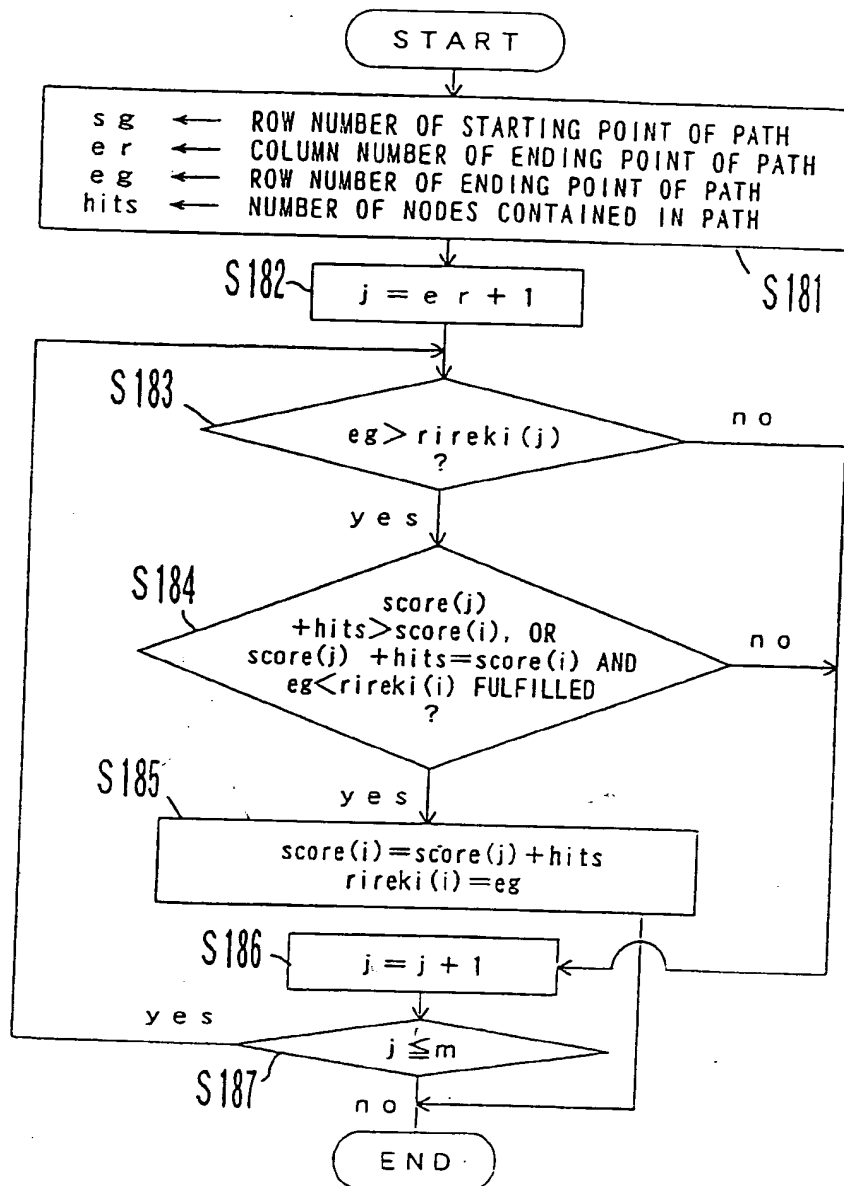 START
sg ← ROW NUMBER OF STARTING POINT OF PATH
er ← COLUMN NUMBER OF ENDING POINT OF PATH
eg ← ROW NUMBER OF ENDING POINT OF PATH
hits ← NUMBER OF NODES CONTAINED IN PATH
S181
S182
j = er + 1
S183
eg > rireki(j)
?
no
yes
S184
score(j)
+hits>score(i), OR
score(j) +hits=score(i) AND
eg<rireki(i) FULFILLED
?
no
yes
S185
score(i)=score(j)+hits
rireki(i)=eg
S186
j = j + 1
yes
j ≦ m
S187
no
END